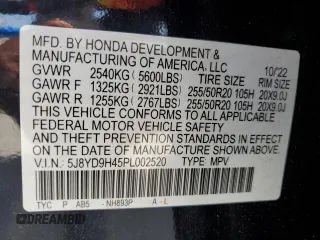 MFD. BY HONDA DEVELOPMENT &
MANUFACTURING OF AMERICA, LLC 10/22
GVWR 2540KG (5600LBS) TIRE SIZE RIM SIZE
GAWR F 1325KG (2921LBS) 255/50R20 105H 20X9.0J
GAWR R 1255KG (2767LBS) 255/50R20 105H 20X9.0J
THIS VEHICLE CONFORMS TO ALL APPLICABLE
FEDERAL MOTOR VEHICLE SAFETY
AND THEFT PREVENTION STANDARDS IN EFFECT
ON THE DATE OF MANUFACTURE SHOWN ABOVE.
V.I.N.: 5J8YD9H45PL002520 TYPE: MPV
TYC P AB5 - NH893P A.-L
DREAMBID